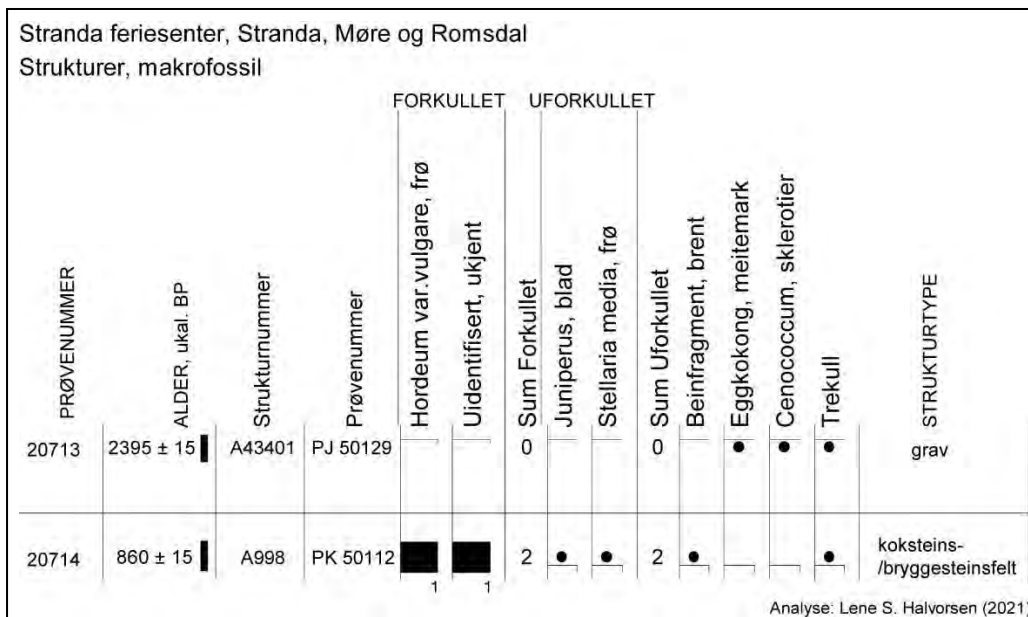 Stranda feriesenter, Stranda, Møre og Romsdal
Strukturer, makrofossil
FORKULLET UFORKULLET
PRØVENUMMER
ALDER, ukal. BP
Strukturnummer
Prøvenummer
Hordeum var.vulgare, frø
Uidentifisert, ukjent
Sum Forkullet
Juniperus, blad
Stellaria media, frø
Sum Uforkullet
Beinfragment, brent
Eggkokong, meitemark
Cenococcum, sklerotier
Trekull
STRUKTURTYPE
20713 2395 ± 15 A43401 PJ 50129 0 0 grav
20714 860 ± 15 A998 PK 50112 2 2 koksteins-
/bryggesteinsfelt
1 1
Analyse: Lene S. Halvorsen (2021)